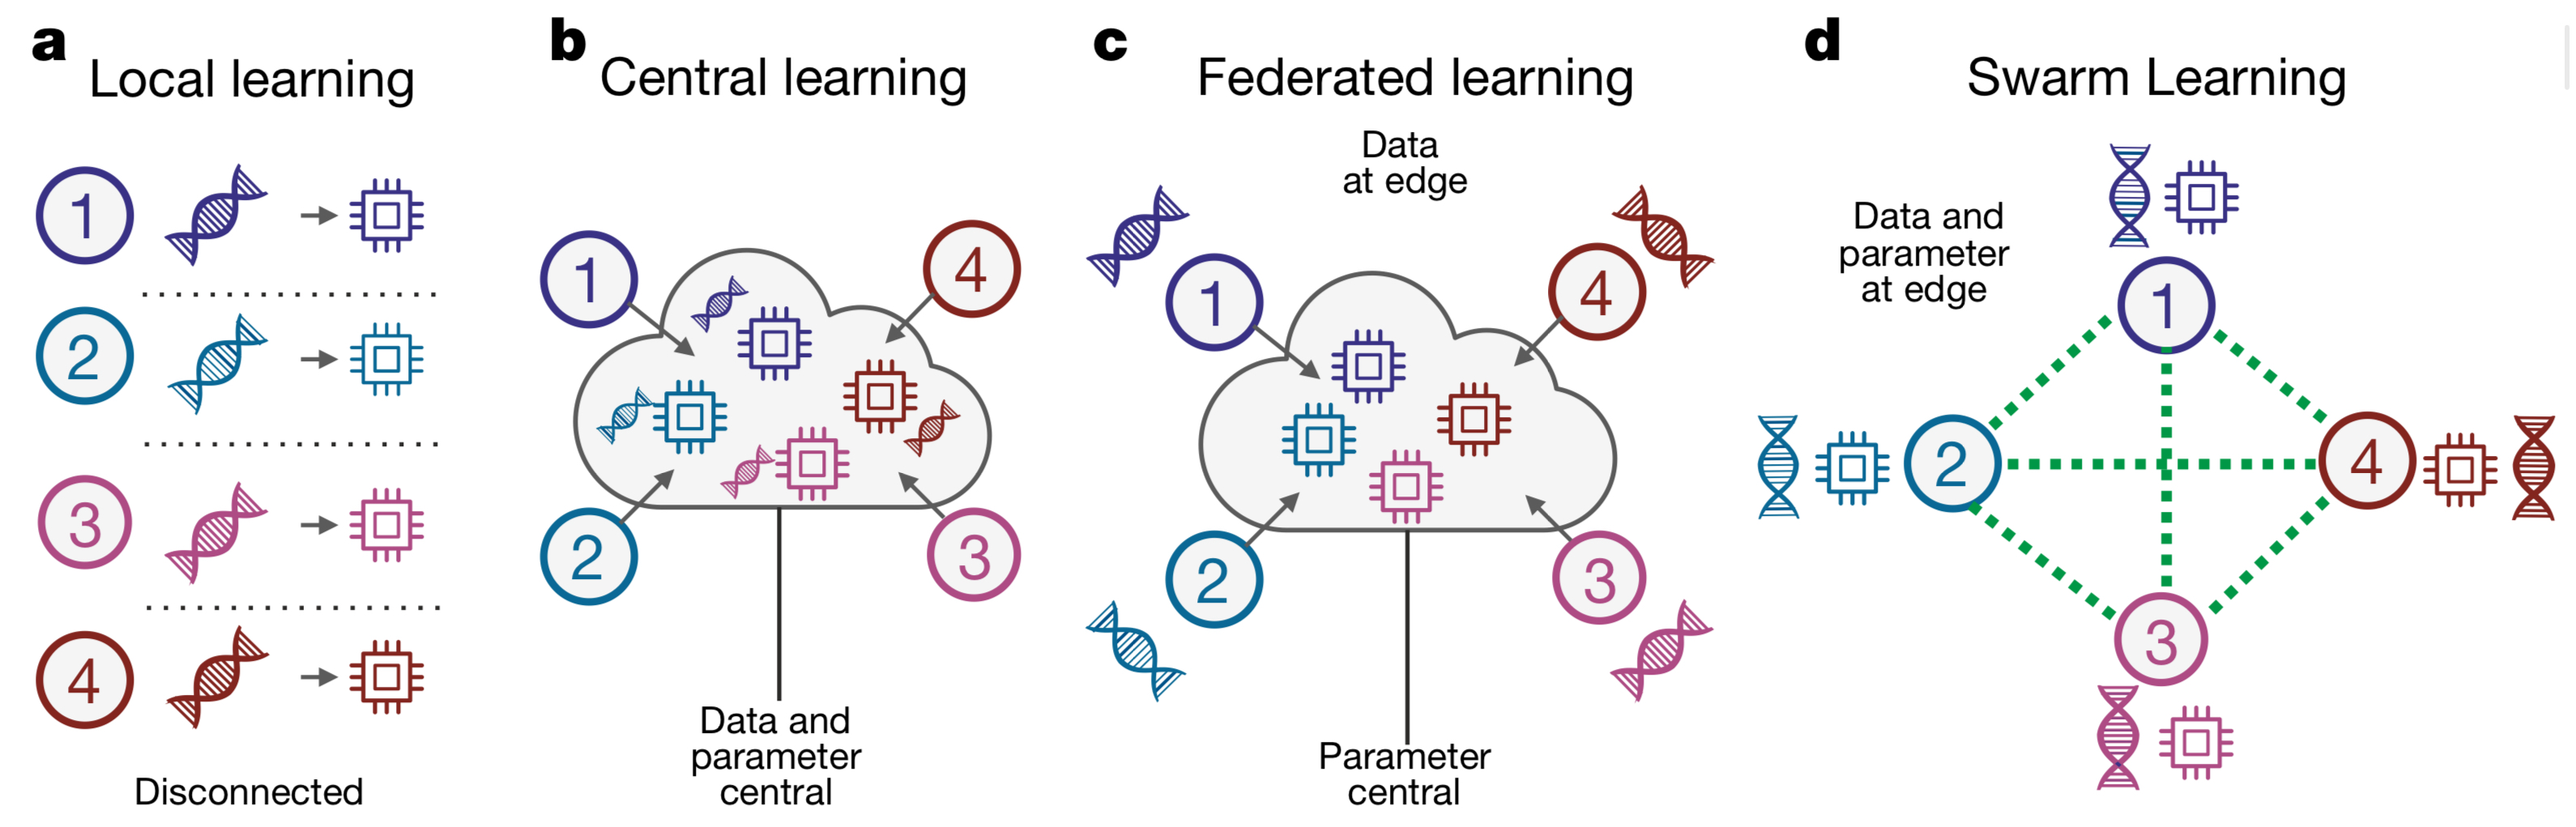 a
Local learning
1
2
3
4
Disconnected
b
Central learning
1
4
2
3
Data and
parameter
central
c
Federated learning
Data
at edge
1
4
2
3
Parameter
central
d
Swarm Learning
Data and
parameter
at edge
1
2
4
3